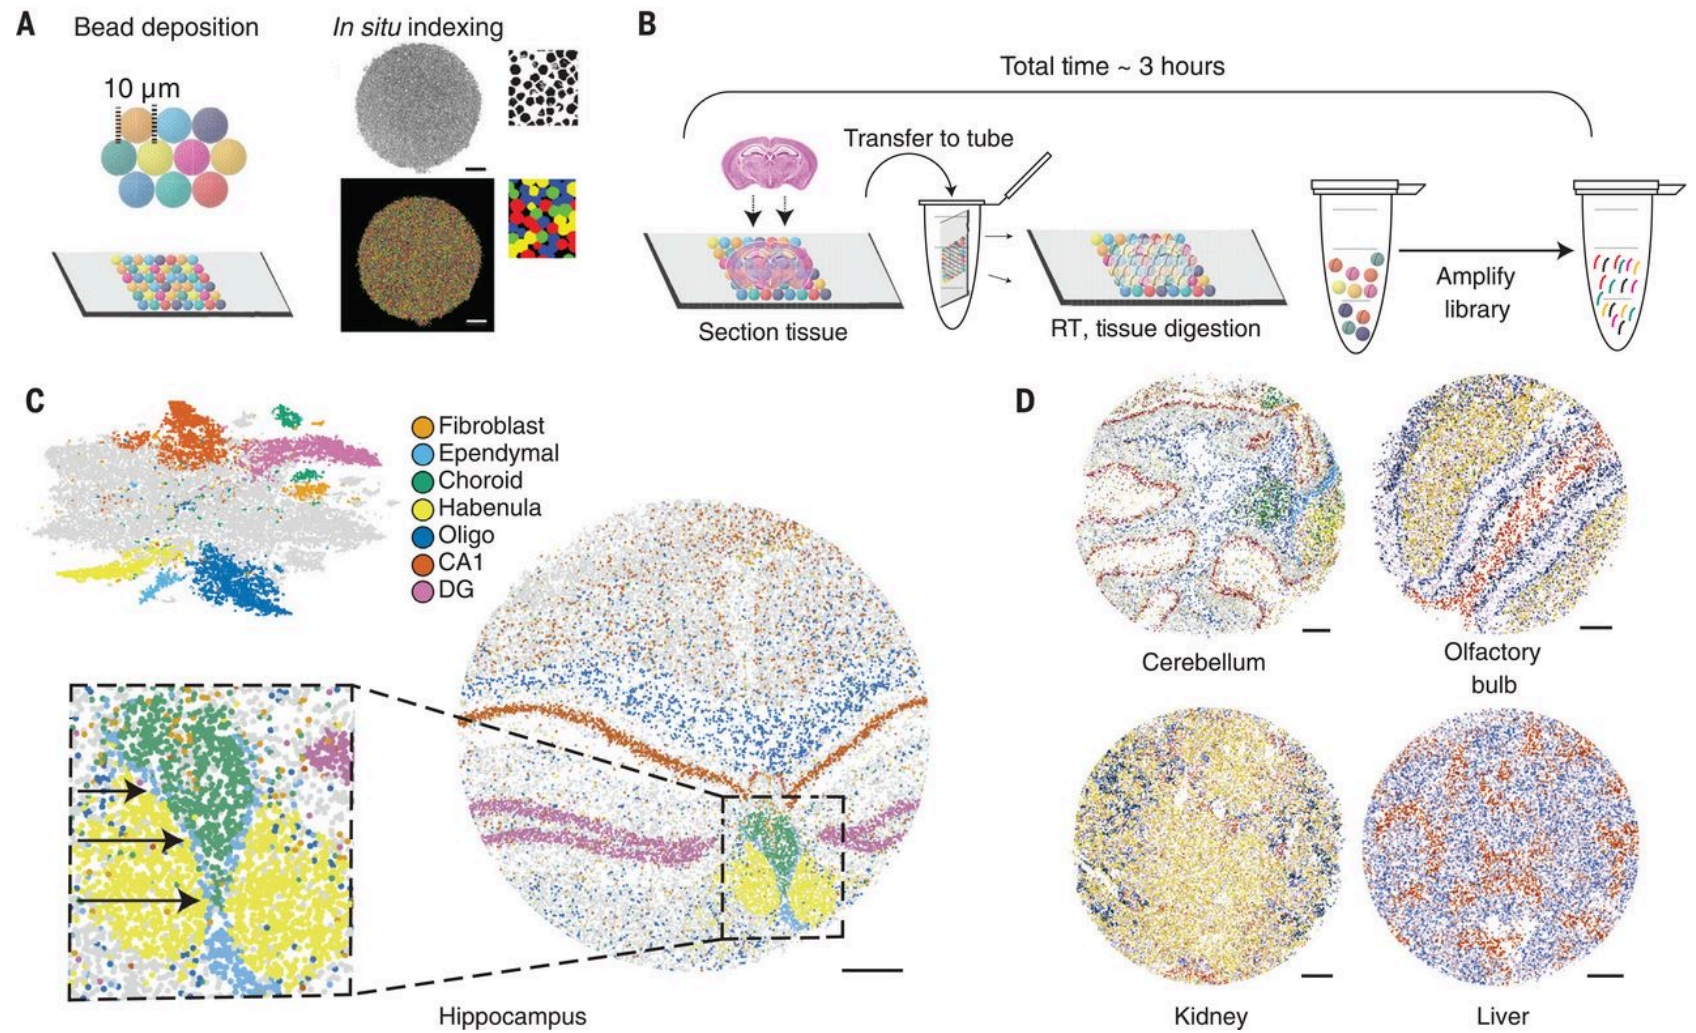 A
Bead deposition
In situ indexing
10 μm
B
Total time ~ 3 hours
Transfer to tube
Section tissue
RT, tissue digestion
Amplify
library
C
Fibroblast
Ependymal
Choroid
Habenula
Oligo
CA1
DG
Hippocampus
D
Cerebellum
Olfactory
bulb
Kidney
Liver